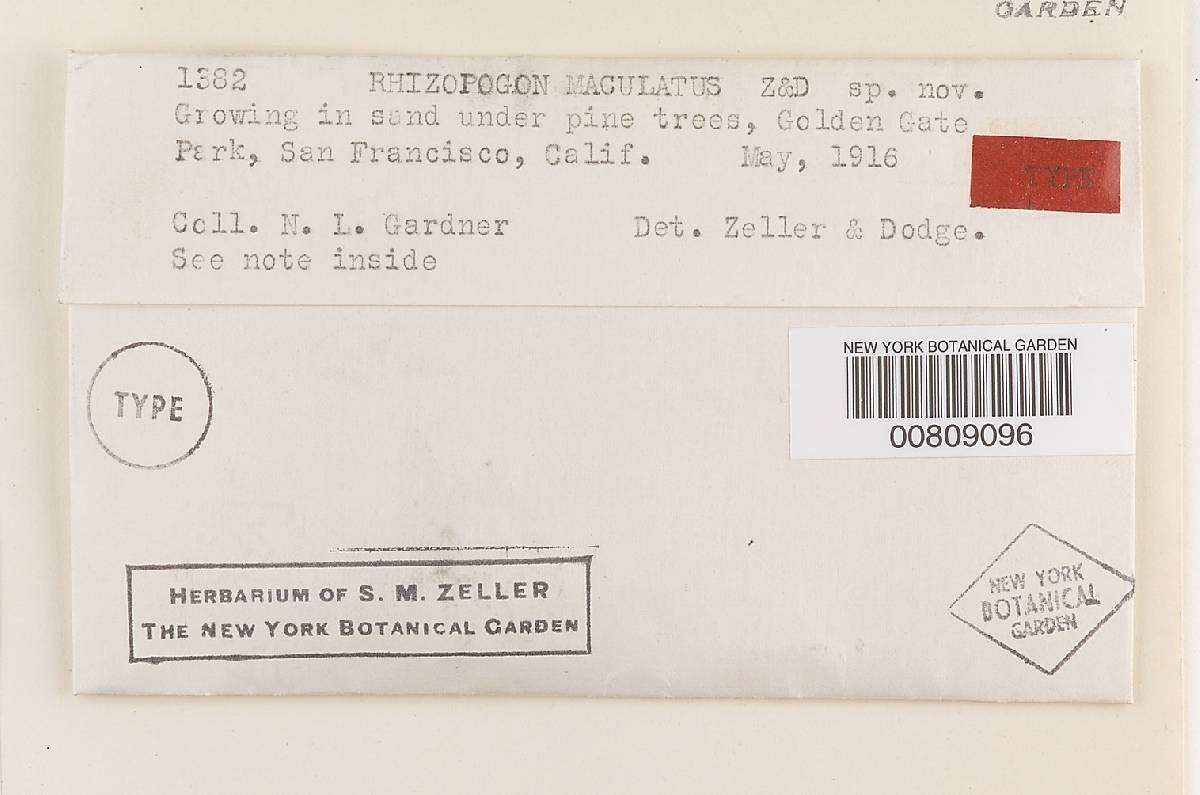 GARDEN
1382 RHIZOPOGON MACULATUS Z&D sp. nov.
Growing in sand under pine trees, Golden Gate
Park, San Francisco, Calif. May, 1916
TYPE
Coll. N. L. Gardner Det. Zeller & Dodge.
See note inside
NEW YORK BOTANICAL GARDEN
00809096
TYPE
HERBARIUM OF S. M. ZELLER
THE NEW YORK BOTANICAL GARDEN
NEW YORK
BOTANICAL
GARDEN